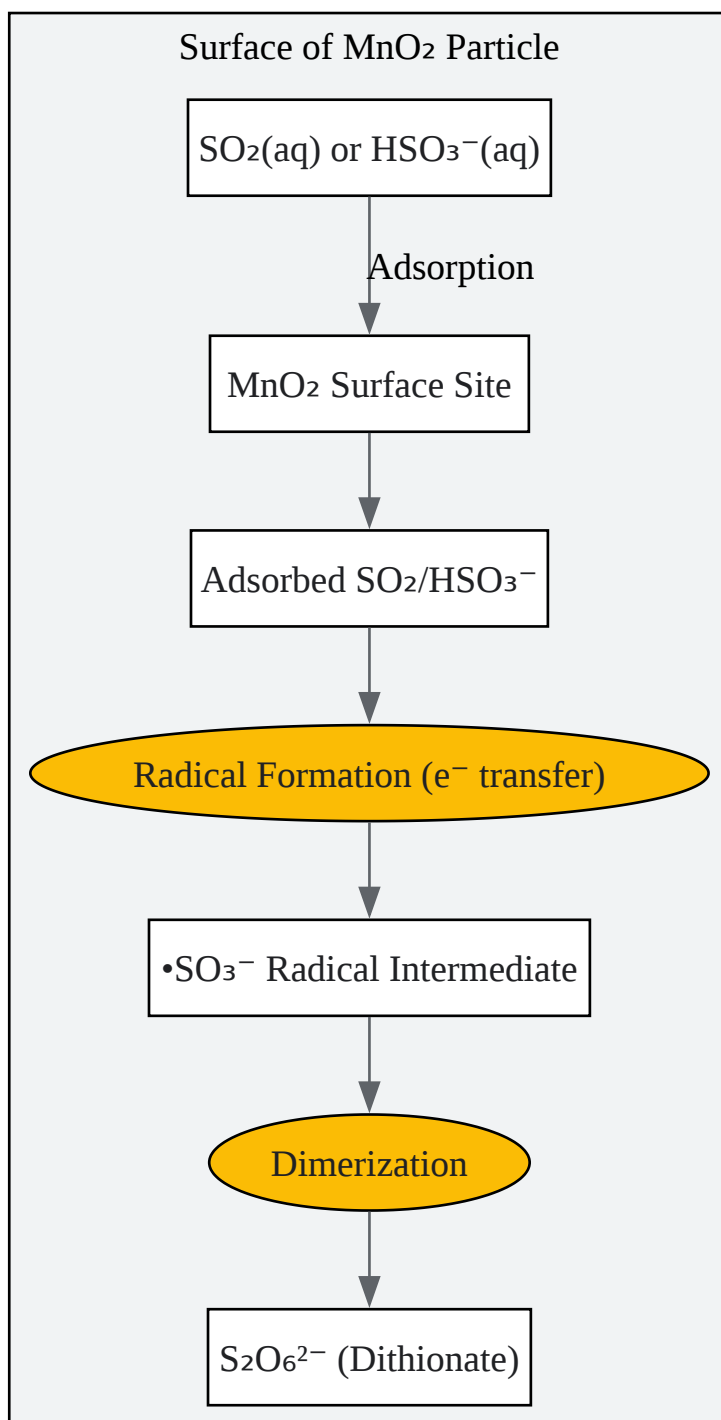 Surface of MnO₂ Particle
SO₂(aq) or HSO₃⁻(aq)
Adsorption
MnO₂ Surface Site
Adsorbed SO₂/HSO₃⁻
Radical Formation (e⁻ transfer)
•SO₃⁻ Radical Intermediate
Dimerization
S₂O₆²⁻ (Dithionate)